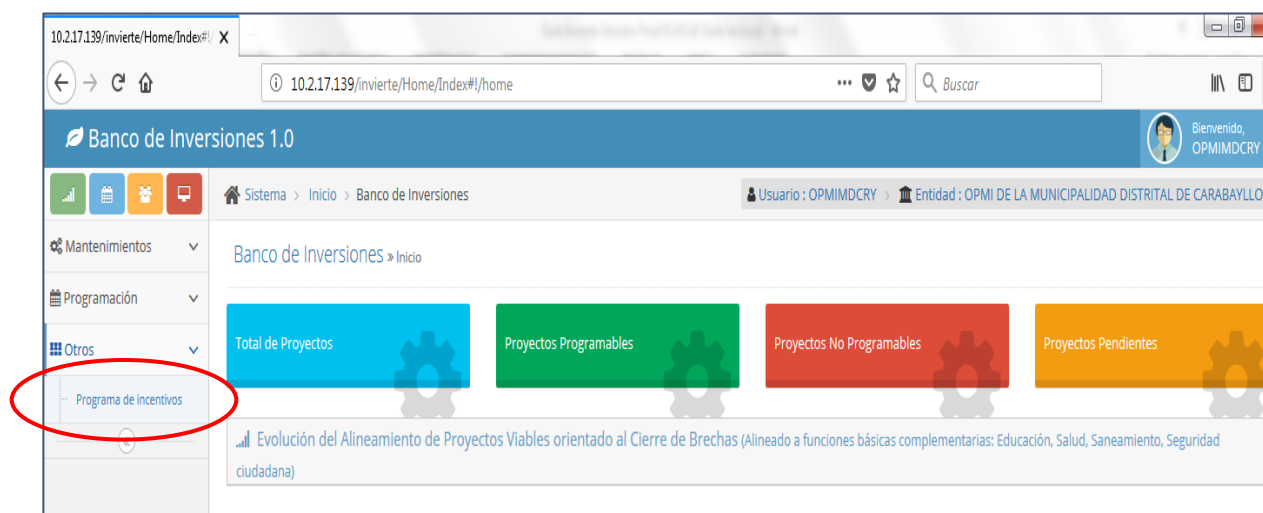 10.2.17.139/invierte/Home/Index#!/
10.2.17.139/invierte/Home/Index#!/home
Buscar
Banco de Inversiones 1.0
Bienvenido,
OPMIMDCRY
Sistema > Inicio > Banco de Inversiones
Usuario : OPMIMDCRY > Entidad : OPMI DE LA MUNICIPALIDAD DISTRITAL DE CARABAYLLO
Mantenimientos
Programación
Otros
Programa de incentivos
Banco de Inversiones » Inicio
Total de Proyectos
Proyectos Programables
Proyectos No Programables
Proyectos Pendientes
Evolución del Alineamiento de Proyectos Viables orientado al Cierre de Brechas (Alineado a funciones básicas complementarias: Educación, Salud, Saneamiento, Seguridad
ciudadana)